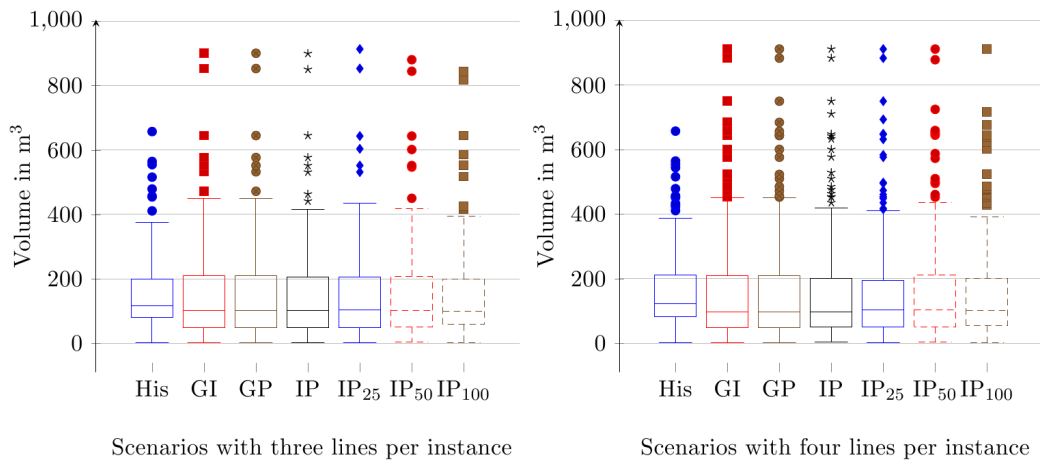 1,000
800
600
400
200
0
Volume in m³
His GI GP IP IP₂₅ IP₅₀ IP₁₀₀
Scenarios with three lines per instance
1,000
800
600
400
200
0
Volume in m³
His GI GP IP IP₂₅ IP₅₀ IP₁₀₀
Scenarios with four lines per instance